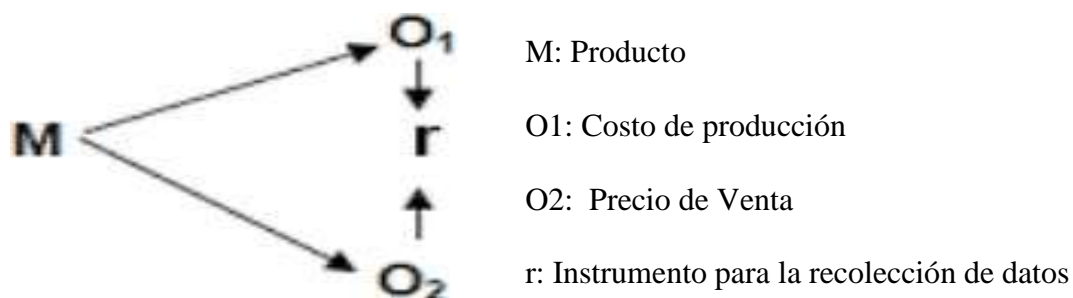 O₁
M
r
O₂
M: Producto
O1: Costo de producción
O2: Precio de Venta
r: Instrumento para la recolección de datos